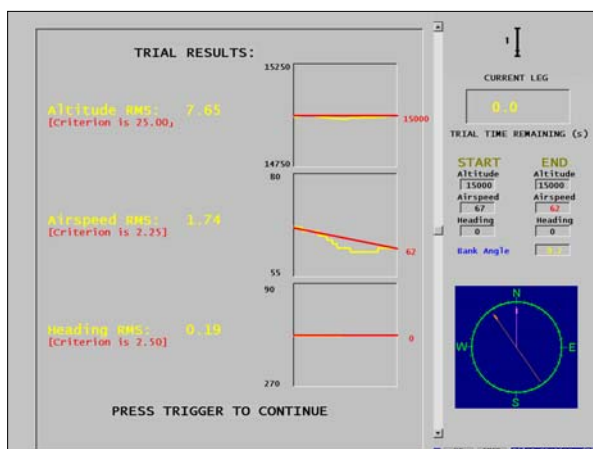 TRIAL RESULTS:
15250
Altitude RMS: 7.65
[Criterion is 25.00]
15000
14750
80
Airspeed RMS: 1.74
[Criterion is 2.25]
62
55
90
Heading RMS: 0.19
[Criterion is 2.50]
0
270
PRESS TRIGGER TO CONTINUE
1
CURRENT LEG
0.0
TRIAL TIME REMAINING (s)
START END
Altitude Altitude
15000 15000
Airspeed Airspeed
67 62
Heading Heading
0 0
Bank Angle
N
W E
S